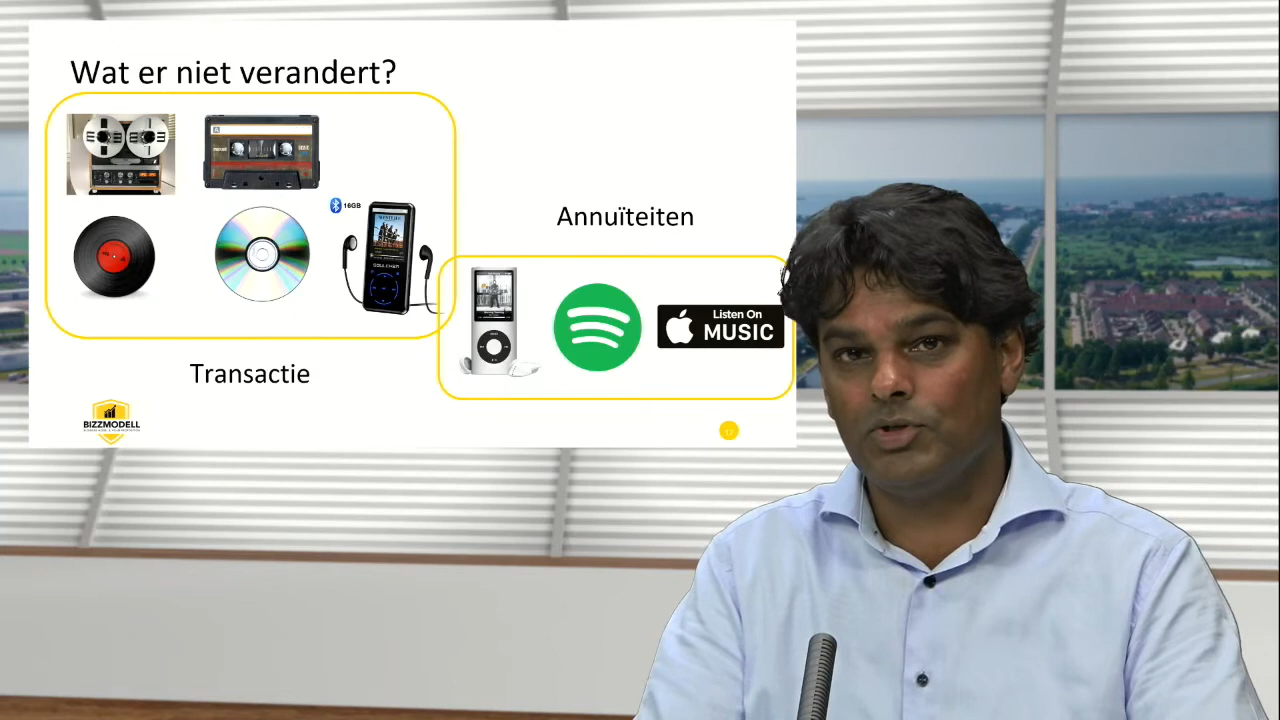 Wat er niet verandert?
A
16GB
Annuïteiten
Listen On
MUSIC
Transactie
BIZZMODELL